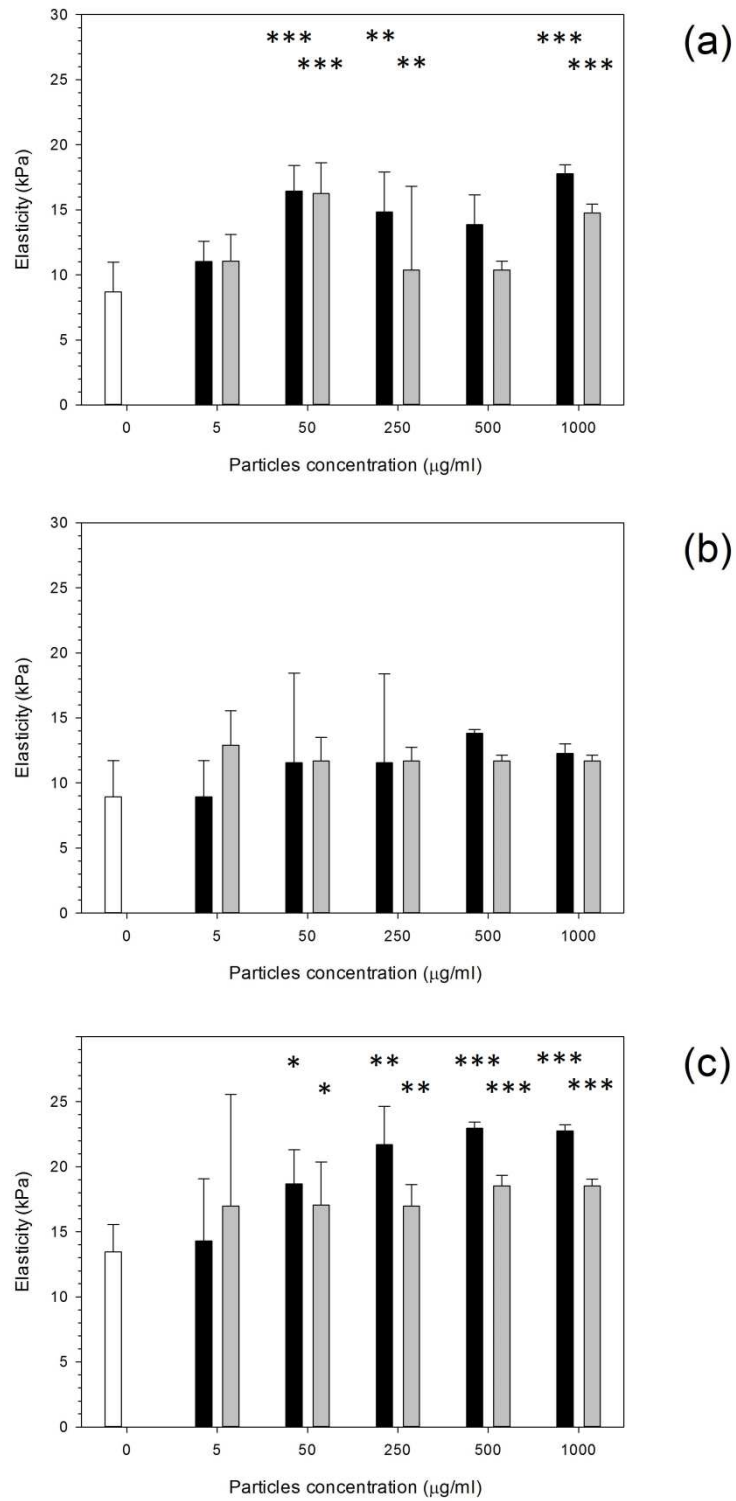 30
25
20
15
10
5
0
Elasticity (kPa)
*** *** ** ** *** ***
(a)
0 5 50 250 500 1000
Particles concentration (μg/ml)
30
25
20
15
10
5
0
Elasticity (kPa)
(b)
0 5 50 250 500 1000
Particles concentration (μg/ml)
25
20
15
10
5
0
Elasticity (kPa)
* * ** ** *** *** *** ***
(c)
0 5 50 250 500 1000
Particles concentration (μg/ml)